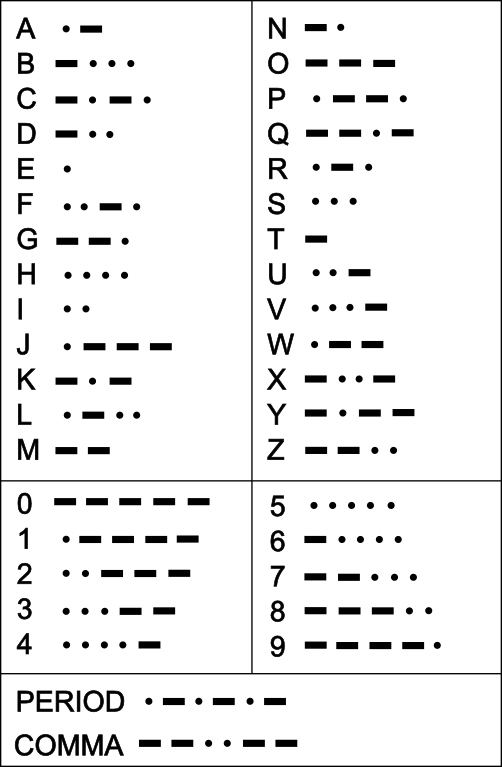 A . –
B – . . .
C – . – .
D – . .
E .
F . . – .
G – – .
H . . . .
I . .
J . – – –
K – . –
L . – . .
M – –
N – .
O – – –
P . – – .
Q – – . –
R . – .
S . . .
T –
U . . –
V . . . –
W . – –
X – . . –
Y – . – –
Z – – . .
0 – – – – –
1 . – – – –
2 . . – – –
3 . . . – –
4 . . . . –
5 . . . . .
6 – . . . .
7 – – . . .
8 – – – . .
9 – – – – .
PERIOD . – . – . –
COMMA – – . . – –